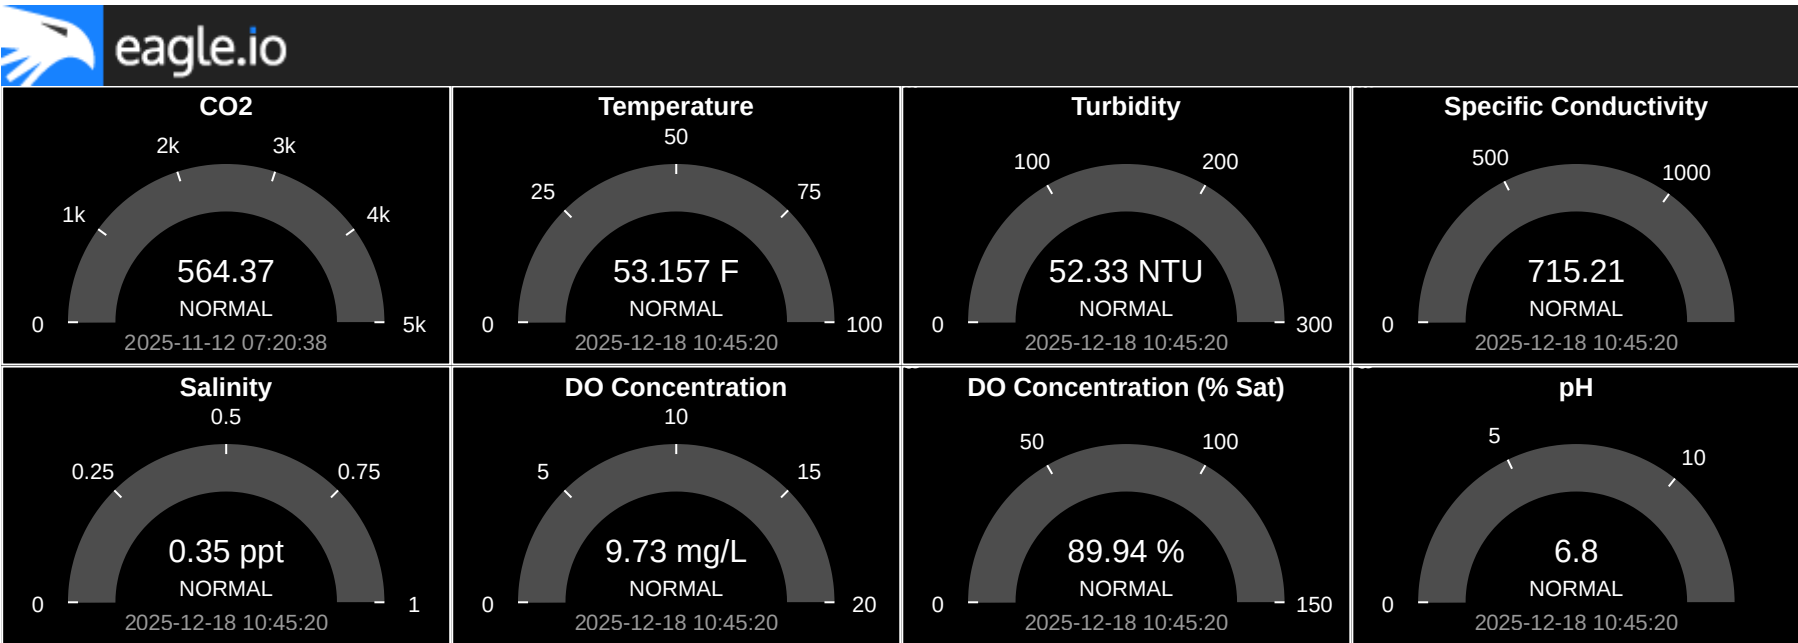 eagle.io
CO2
2k
3k
1k
4k
0
5k
564.37
NORMAL
2025-11-12 07:20:38
Temperature
50
25
75
0
100
53.157 F
NORMAL
2025-12-18 10:45:20
Turbidity
100
200
0
300
52.33 NTU
NORMAL
2025-12-18 10:45:20
Specific Conductivity
500
1000
0
715.21
NORMAL
2025-12-18 10:45:20
Salinity
0.5
0.25
0.75
0
1
0.35 ppt
NORMAL
2025-12-18 10:45:20
DO Concentration
10
5
15
0
20
9.73 mg/L
NORMAL
2025-12-18 10:45:20
DO Concentration (% Sat)
50
100
0
150
89.94 %
NORMAL
2025-12-18 10:45:20
pH
5
10
0
6.8
NORMAL
2025-12-18 10:45:20